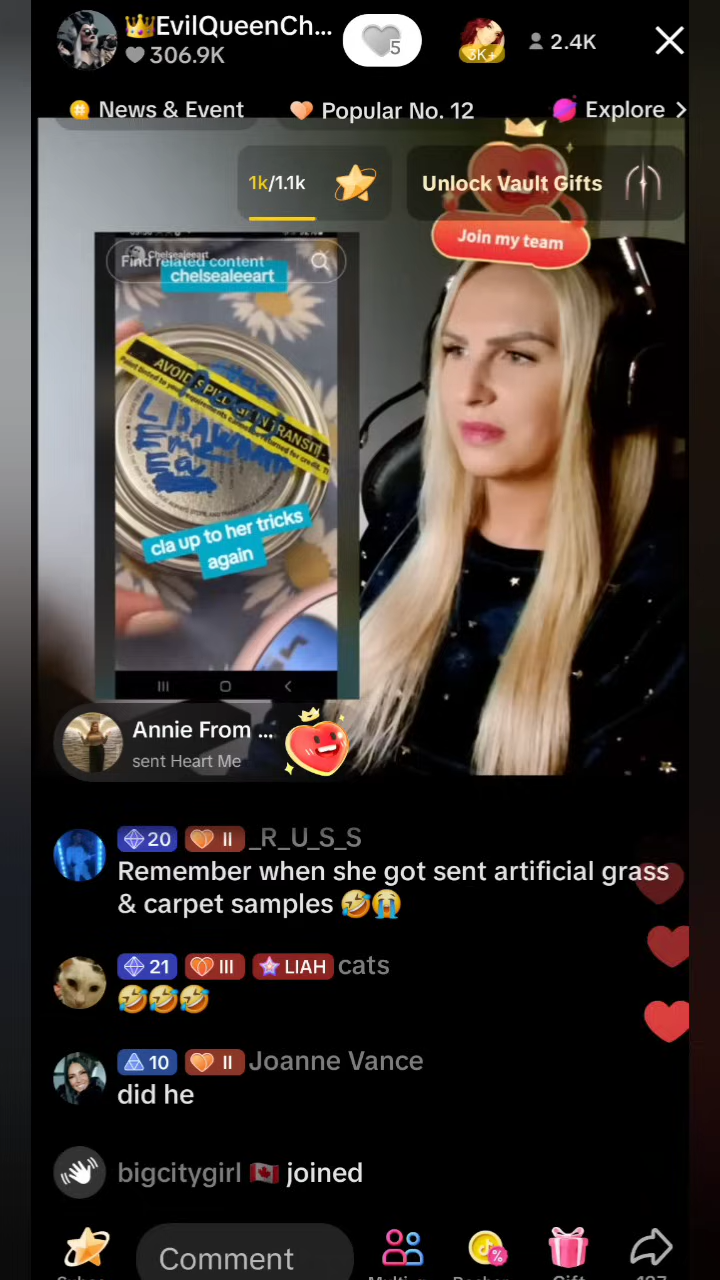 👑EvilQueenCh...
306.9K
5
3K+
2.4K
News & Event
Popular No. 12
Explore >
1k/1.1k
Unlock Vault Gifts
Join my team
Chelsealeeart
Find related content
chelsealeeart
AVOID SPILLAGE IN TRANSIT
cla up to her tricks
again
Annie From ...
sent Heart Me
20 II _R_U_S_S
Remember when she got sent artificial grass
& carpet samples 🤣😭
21 III LIAH cats
🤣🤣🤣
10 II Joanne Vance
did he
bigcitygirl 🇨🇦 joined
Comment